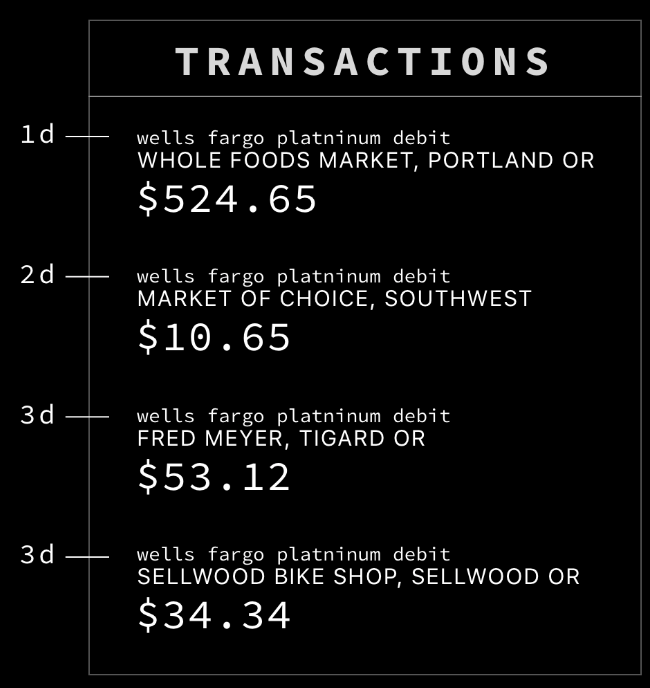 TRANSACTIONS
1d
wells fargo platninum debit
WHOLE FOODS MARKET, PORTLAND OR
$524.65
2d
wells fargo platninum debit
MARKET OF CHOICE, SOUTHWEST
$10.65
3d
wells fargo platninum debit
FRED MEYER, TIGARD OR
$53.12
3d
wells fargo platninum debit
SELLWOOD BIKE SHOP, SELLWOOD OR
$34.34